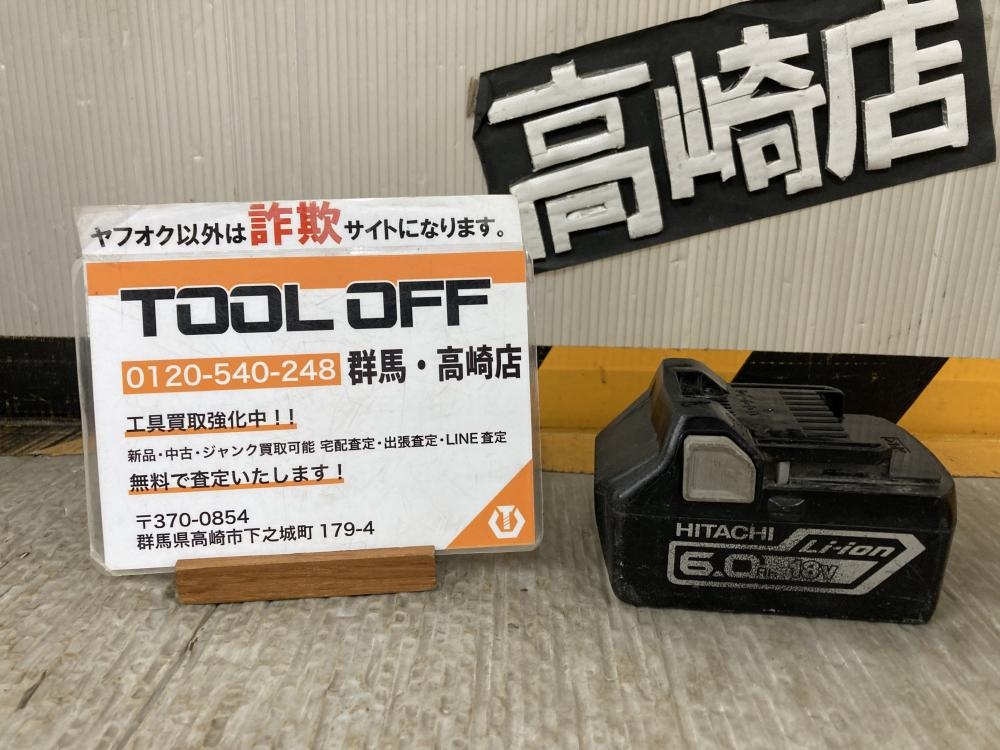 高崎店
ヤフオク以外は詐欺サイトになります。
TOOL OFF
0120-540-248 群馬・高崎店
工具買取強化中!!
新品・中古・ジャンク買取可能 宅配査定・出張査定・LINE査定
無料で査定いたします!
〒370-0854
群馬県高崎市下之城町 179-4
HITACHI
Li-ion
6.0Ah 18V